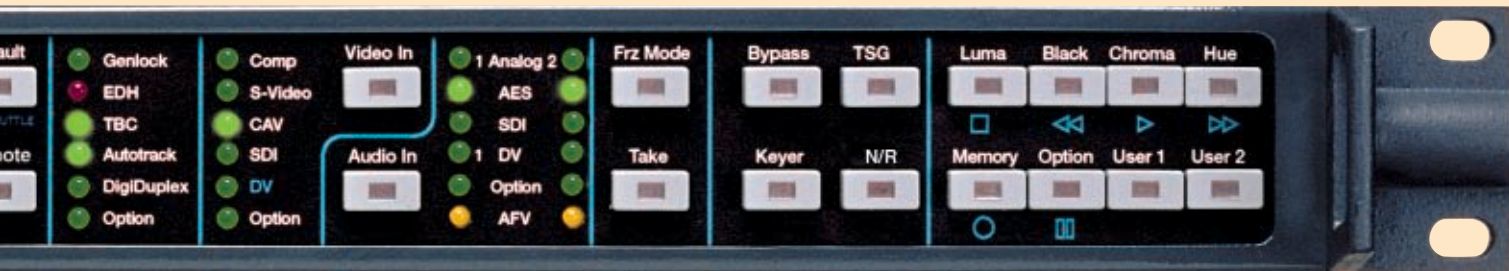 Genlock
EDH
TBC
Autotrack
DigiDuplex
Option
Comp
S-Video
CAV
SDI
DV
Option
Video In
Audio In
1 Analog 2
AES
SDI
1 DV
Option
AFV
Frz Mode
Take
Bypass TSG
Keyer N/R
Luma Black Chroma Hue
Memory Option User 1 User 2